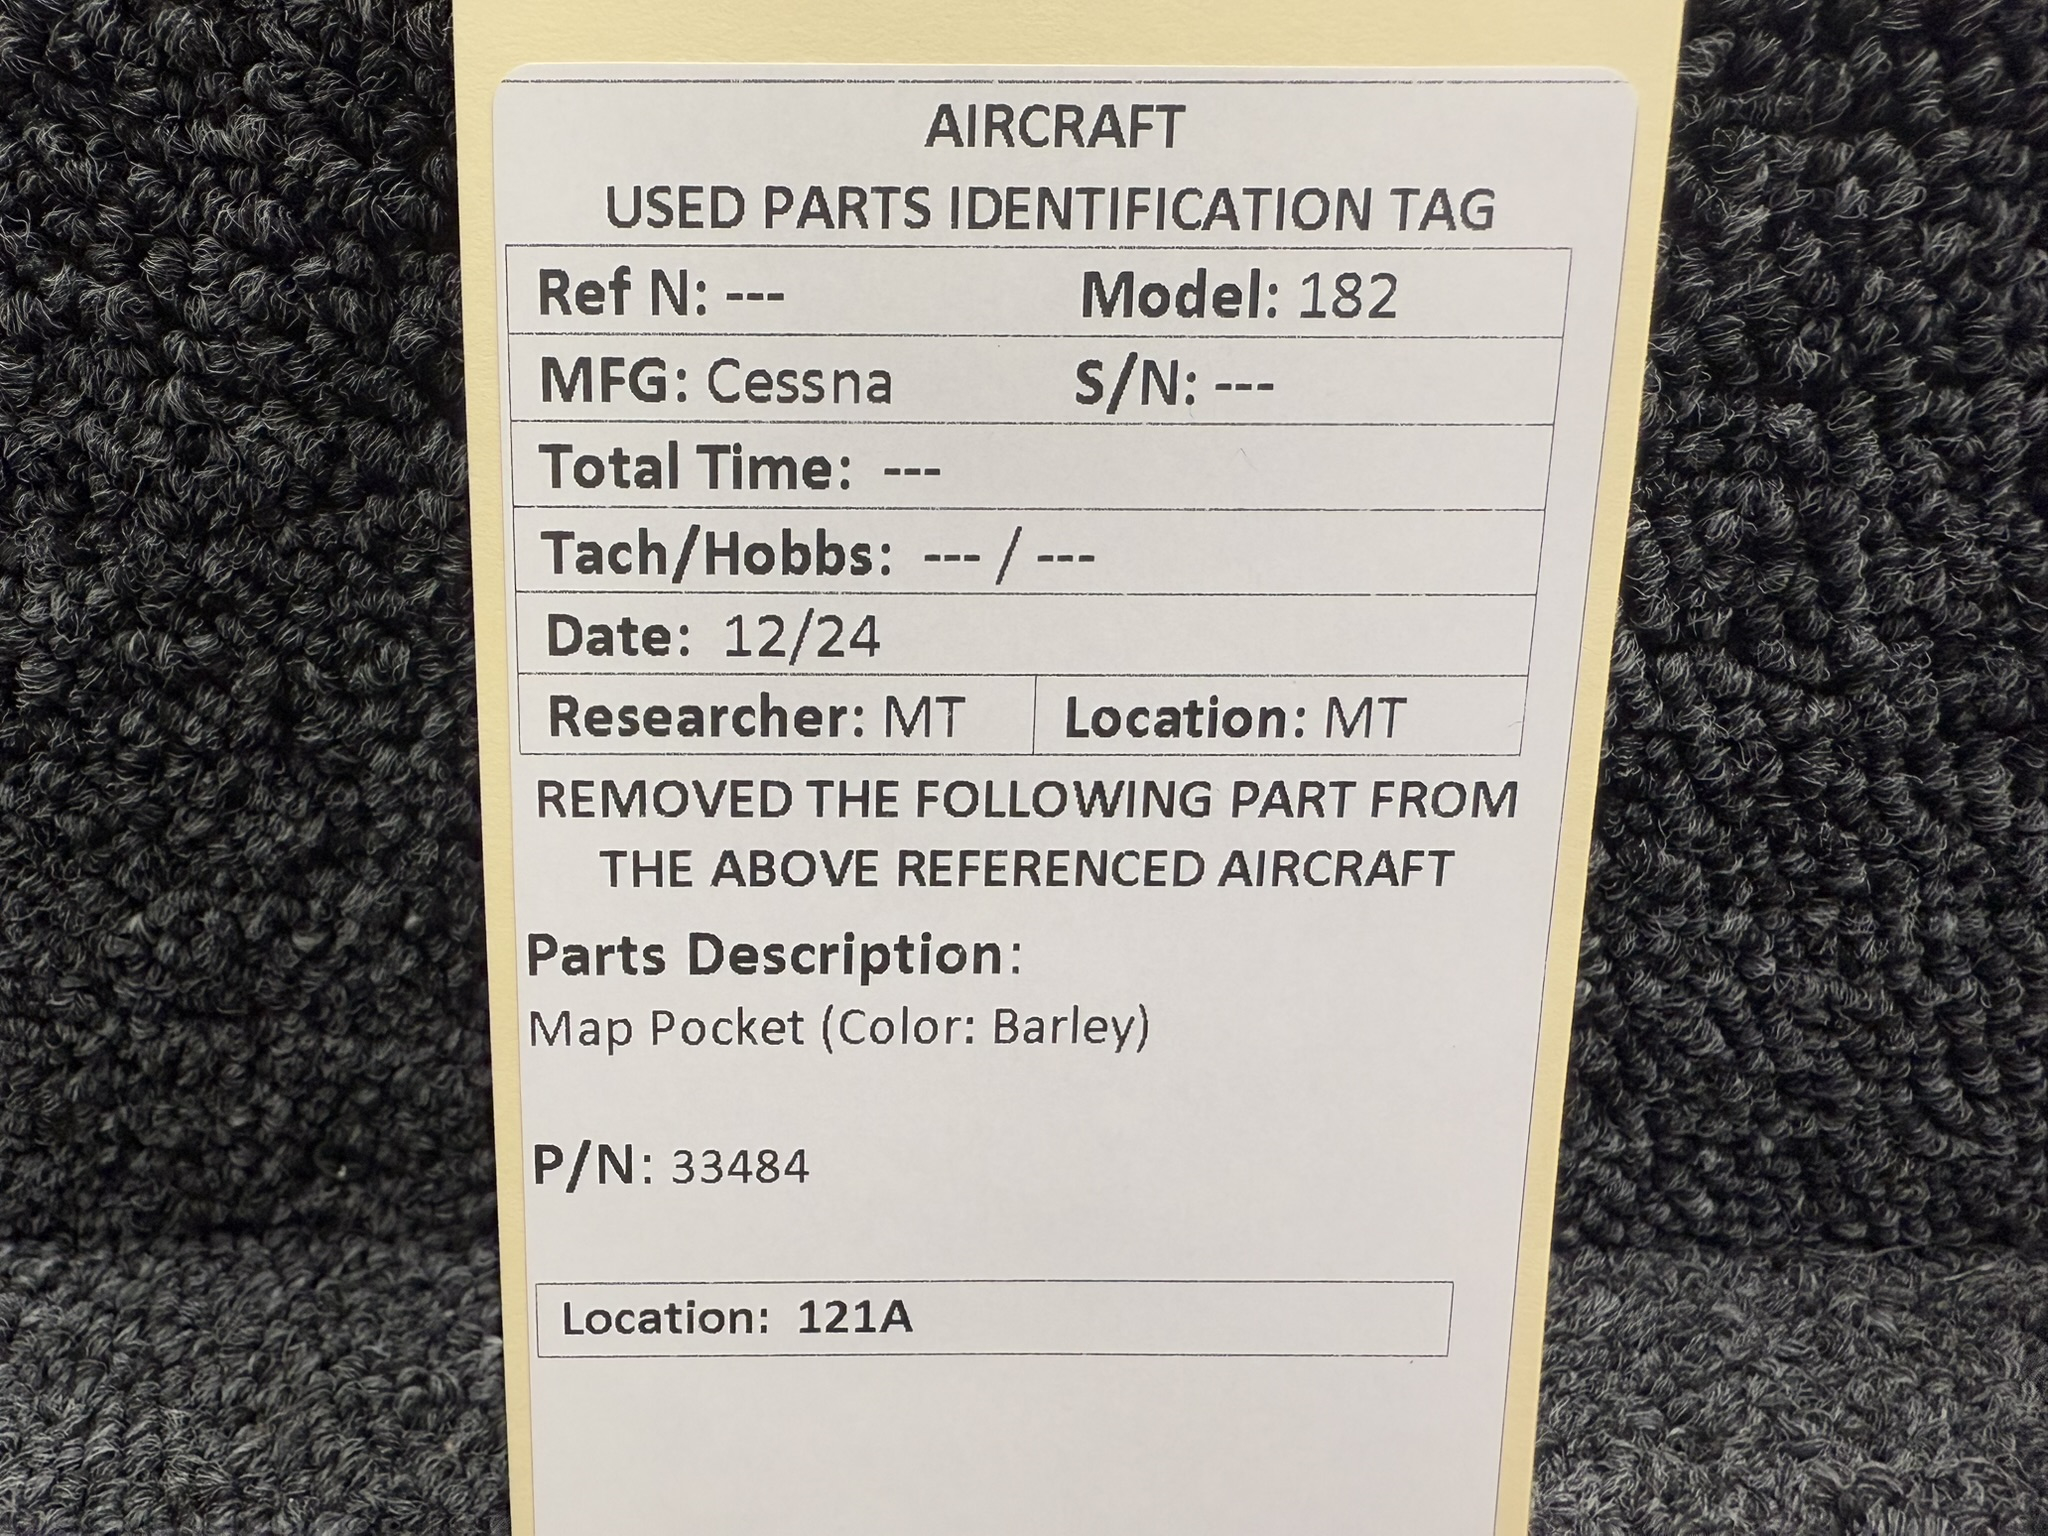 AIRCRAFT
USED PARTS IDENTIFICATION TAG
Ref N: --- Model: 182
MFG: Cessna S/N: ---
Total Time: ---
Tach/Hobbs: --- / ---
Date: 12/24
Researcher: MT Location: MT
REMOVED THE FOLLOWING PART FROM
THE ABOVE REFERENCED AIRCRAFT
Parts Description:
Map Pocket (Color: Barley)
P/N: 33484
Location: 121A